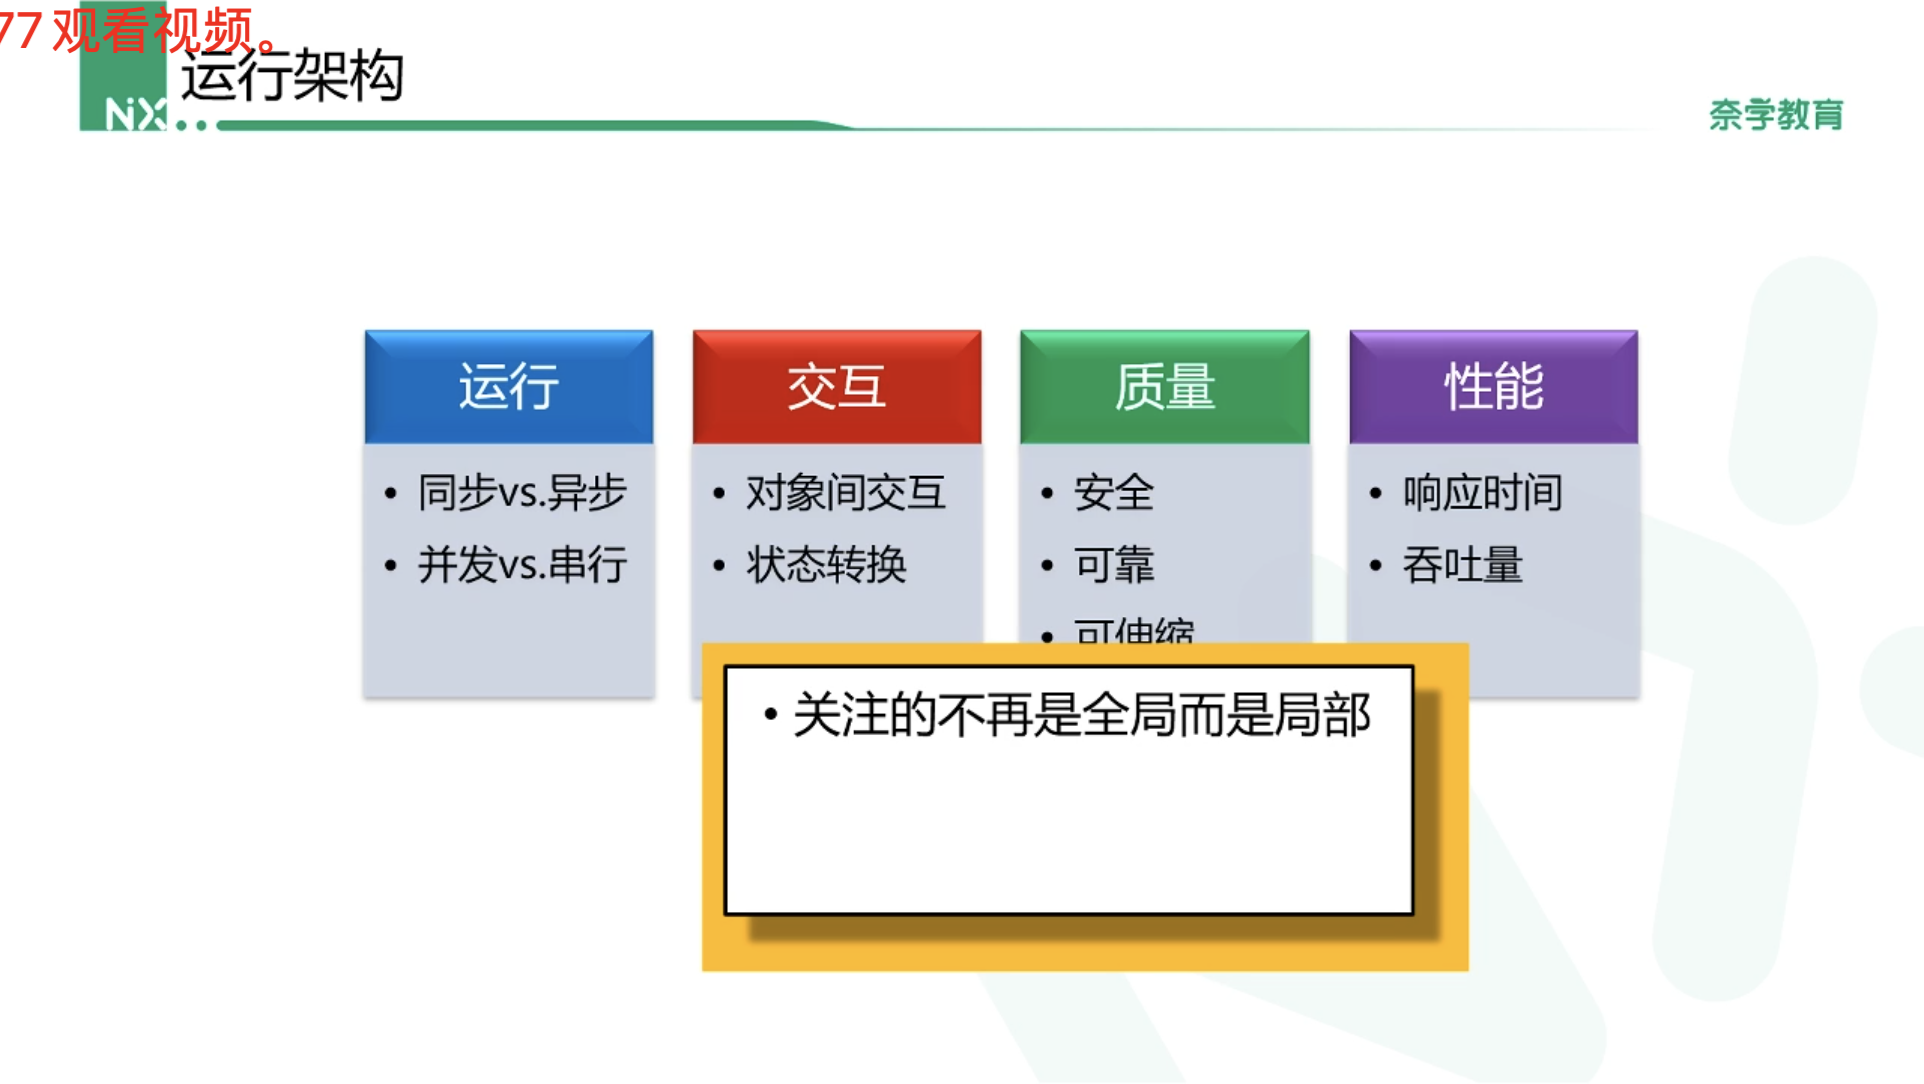 77 观看视频。
运行架构
NiX
奈学教育
运行
• 同步vs.异步
• 并发vs.串行
交互
• 对象间交互
• 状态转换
质量
• 安全
• 可靠
• 可伸缩
性能
• 响应时间
• 吞吐量
• 关注的不再是全局而是局部